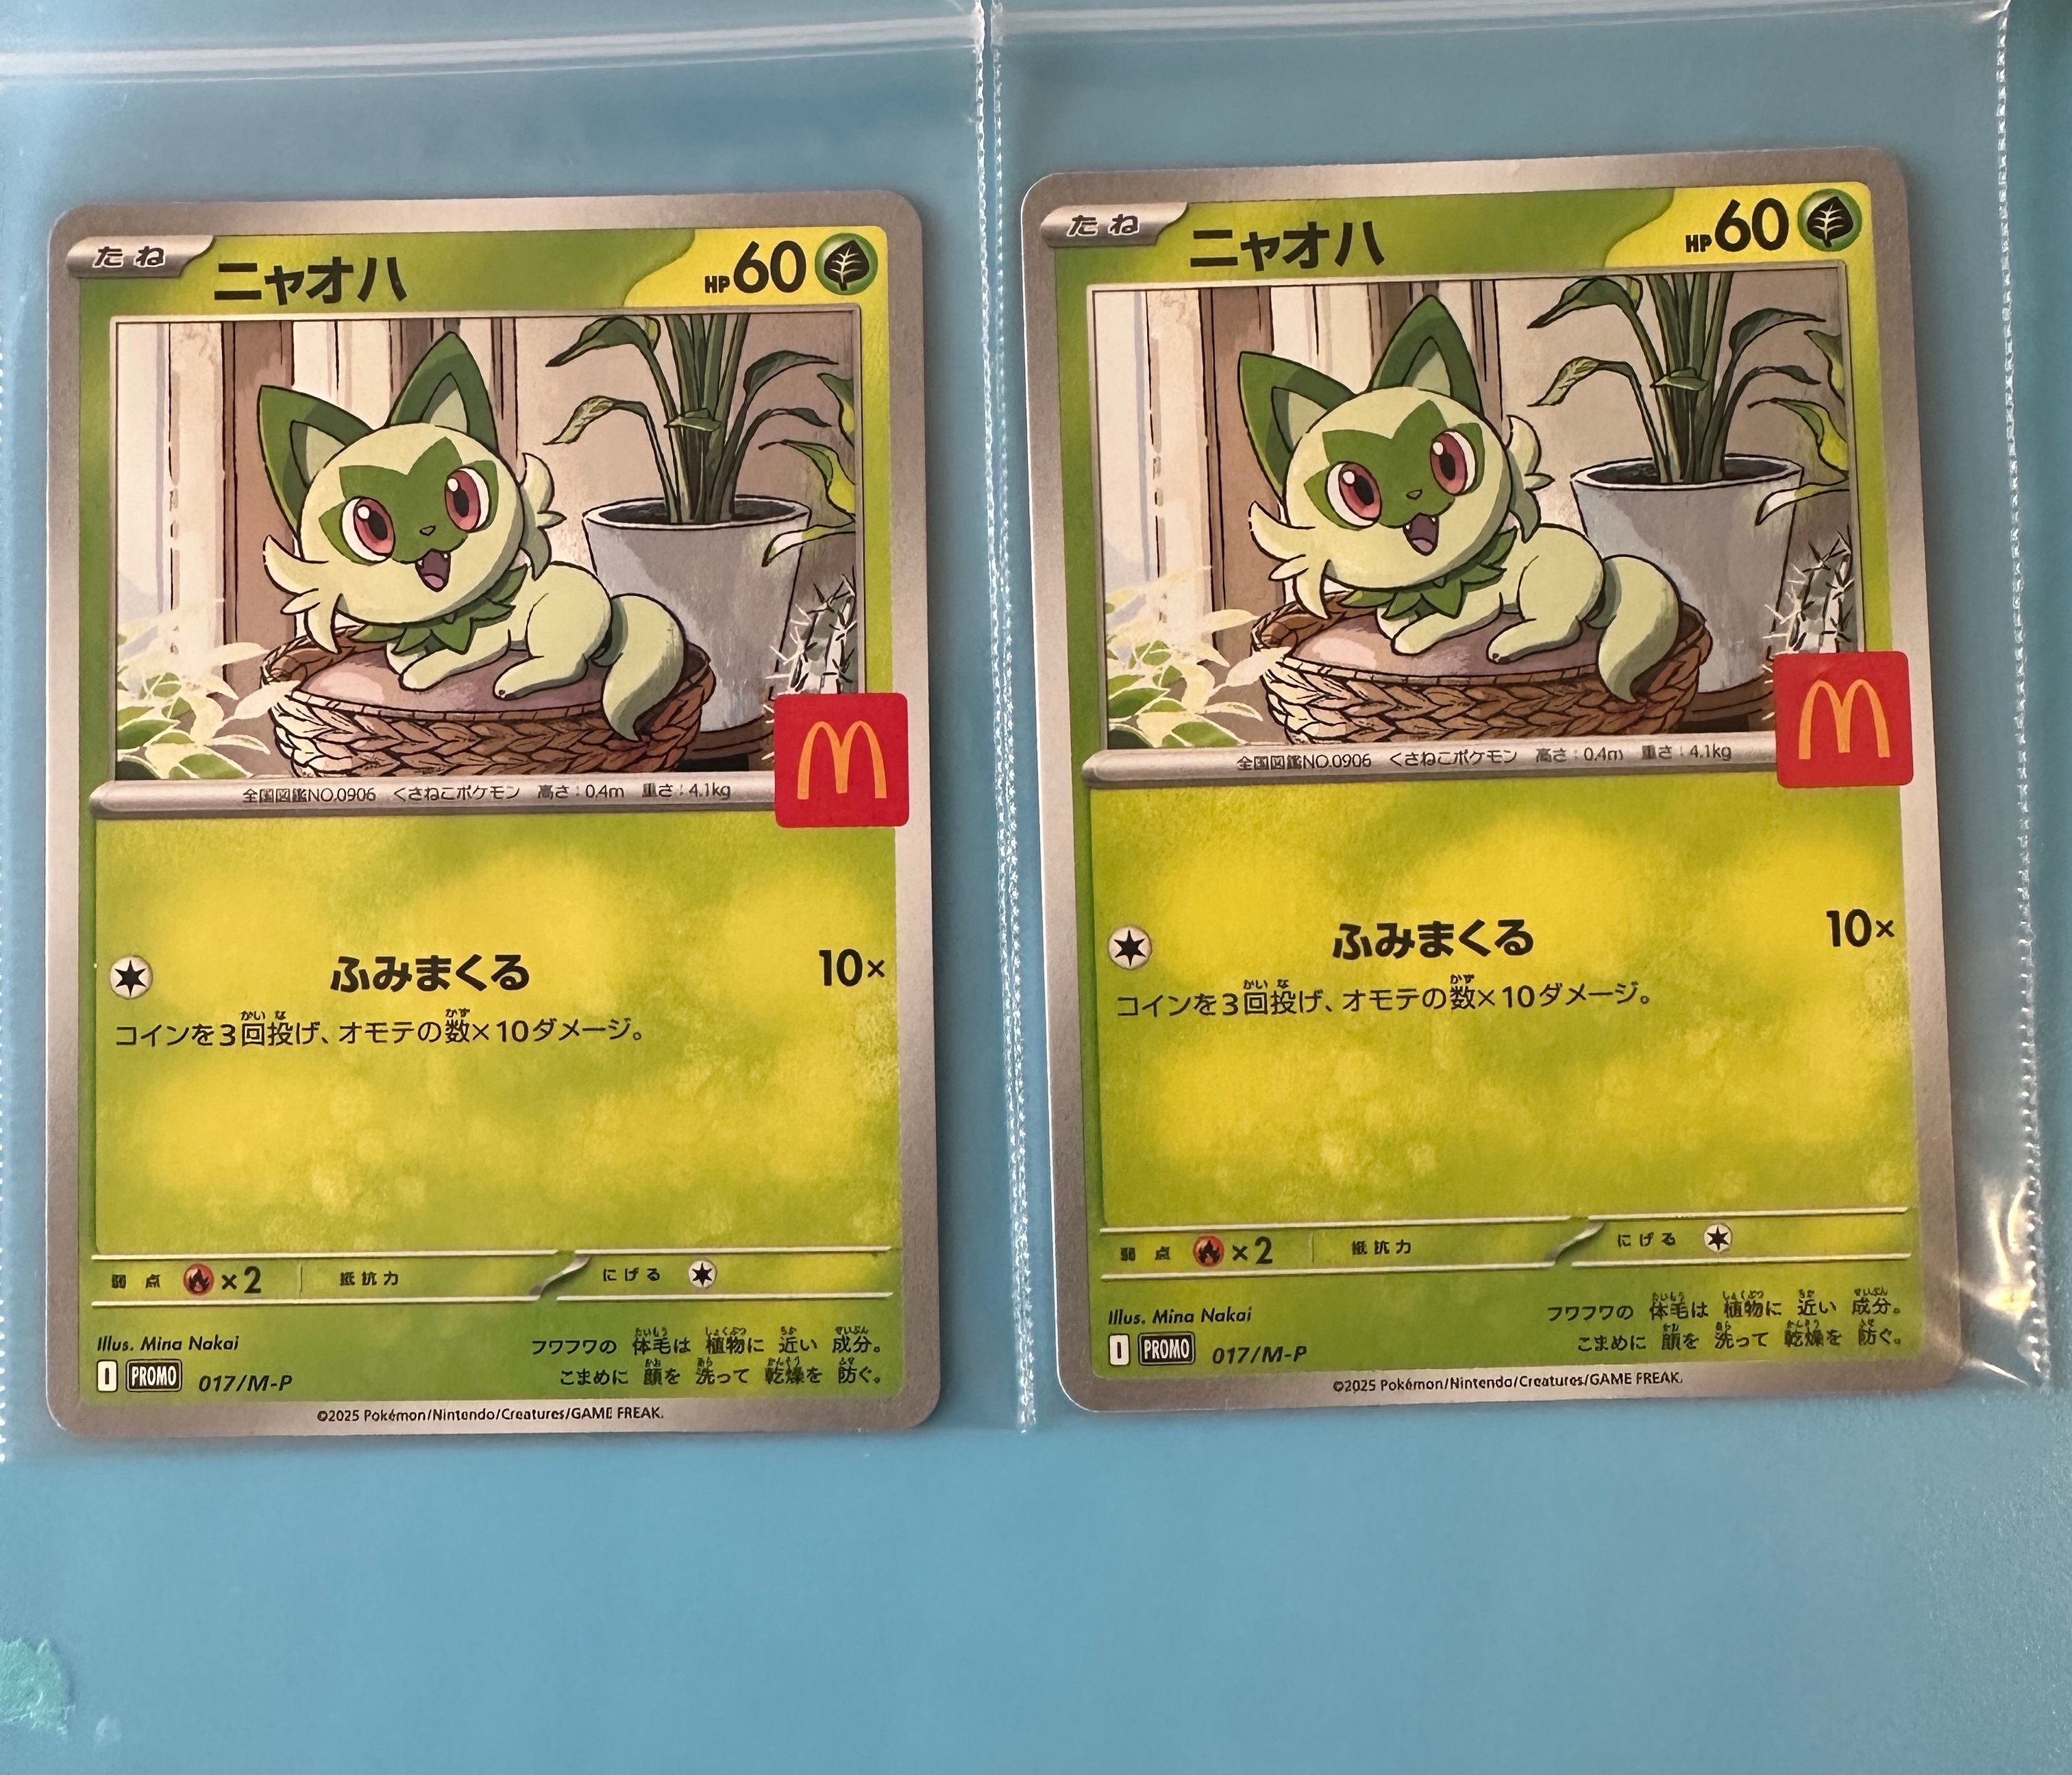 たね ニャオハ HP60
M
全国図鑑NO.0906 くさねこポケモン 高さ:0.4m 重さ:4.1kg
ふみまくる 10×
コインを3回投げ、オモテの数×10ダメージ。
弱点 ×2 抵抗力 にげる
Illus. Mina Nakai
I PROMO 017/M-P
フワフワの 体毛は 植物に 近い 成分。
こまめに 顔を 洗って 乾燥を 防ぐ。
©2025 Pokémon/Nintendo/Creatures/GAME FREAK.
たね ニャオハ HP60
M
全国図鑑NO.0906 くさねこポケモン 高さ:0.4m 重さ:4.1kg
ふみまくる 10×
コインを3回投げ、オモテの数×10ダメージ。
弱点 ×2 抵抗力 にげる
Illus. Mina Nakai
I PROMO 017/M-P
フワフワの 体毛は 植物に 近い 成分。
こまめに 顔を 洗って 乾燥を 防ぐ。
©2025 Pokémon/Nintendo/Creatures/GAME FREAK.